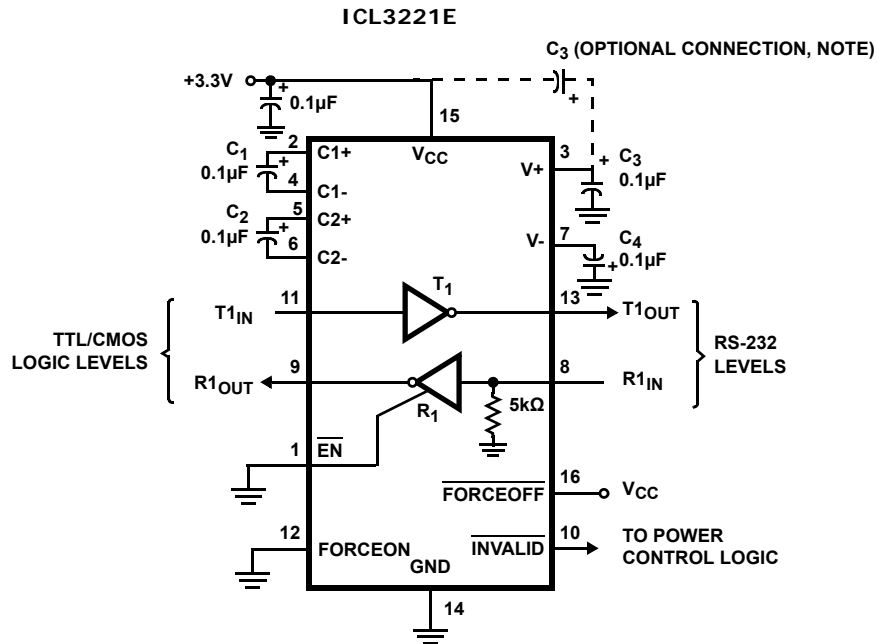 ICL3221E
C3 (OPTIONAL CONNECTION, NOTE)
+3.3V
+
0.1µF
+
15
+
2
C1+
VCC
3
V+
+
C3
0.1µF
C1
0.1µF
+
4
C1-
5
C2+
C2
0.1µF
+
6
C2-
V-
7
C4
0.1µF
+
T1
T1IN
11
13
T1OUT
TTL/CMOS
LOGIC LEVELS
RS-232
LEVELS
R1OUT
9
8
R1IN
R1
5kΩ
1
EN
16
FORCEOFF
VCC
12
FORCEON
10
INVALID
TO POWER
CONTROL LOGIC
GND
14